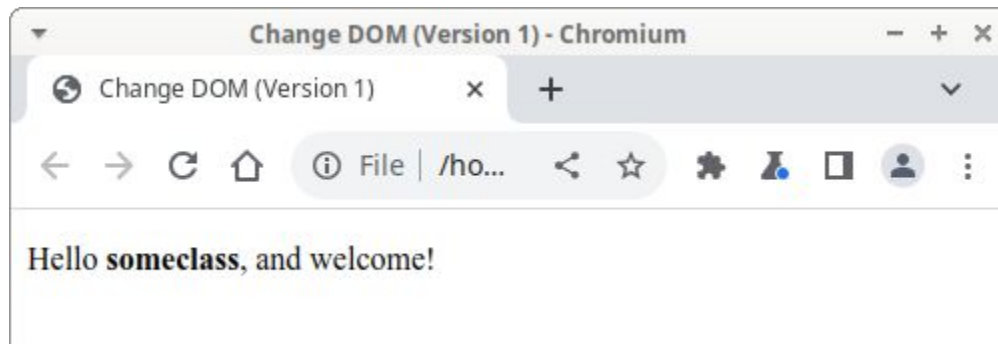 Change DOM (Version 1) - Chromium
Change DOM (Version 1)
File /ho...
Hello someclass, and welcome!